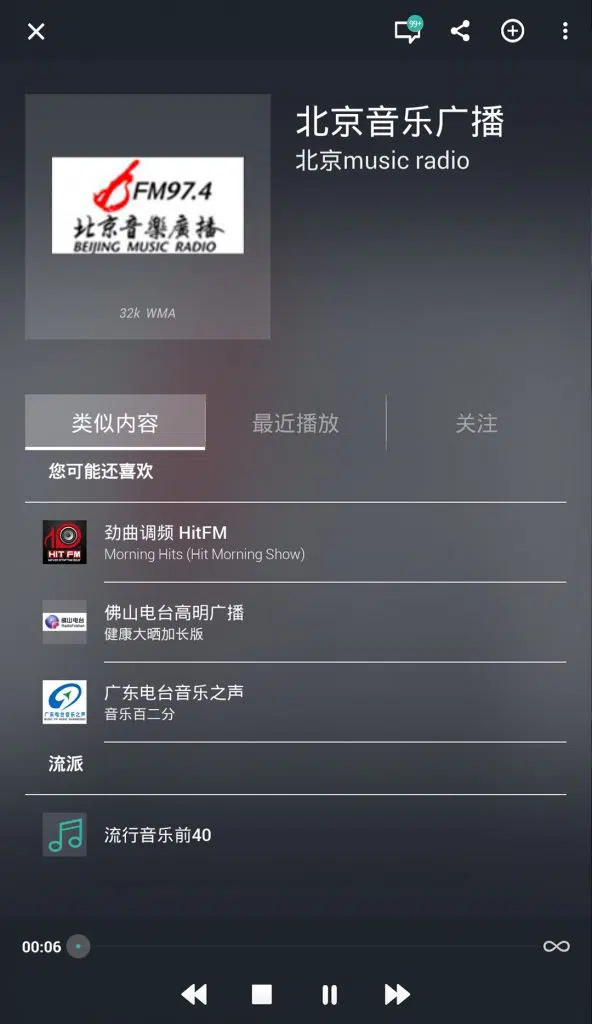 99+
北京音乐广播
北京music radio
FM97.4
北京音樂廣播
BEIJING MUSIC RADIO
32k WMA
类似内容
最近播放
关注
您可能还喜欢
HIT FM
劲曲调频 HitFM
Morning Hits (Hit Morning Show)
佛山电台
佛山电台高明广播
健康大晒加长版
广东电台音乐之声
广东电台音乐之声
音乐百二分
流派
流行音乐前40
00:06